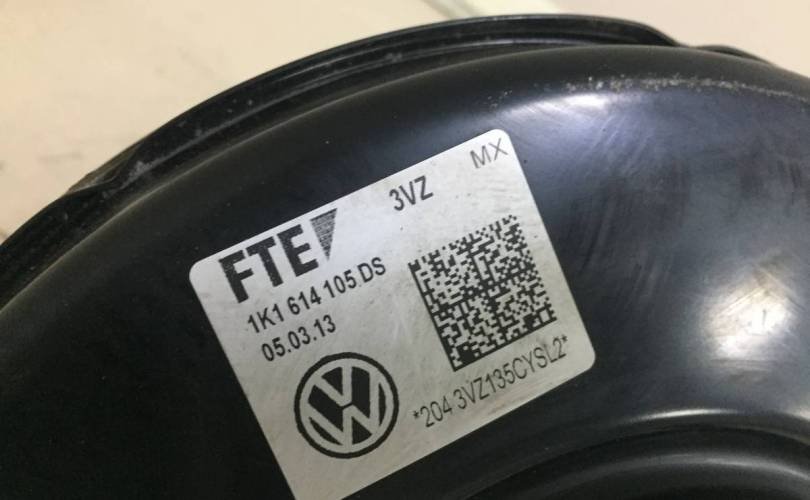 3VZ MX
FTE
1K1 614 105 DS
05.03.13
*204 3VZ135CYSL2*